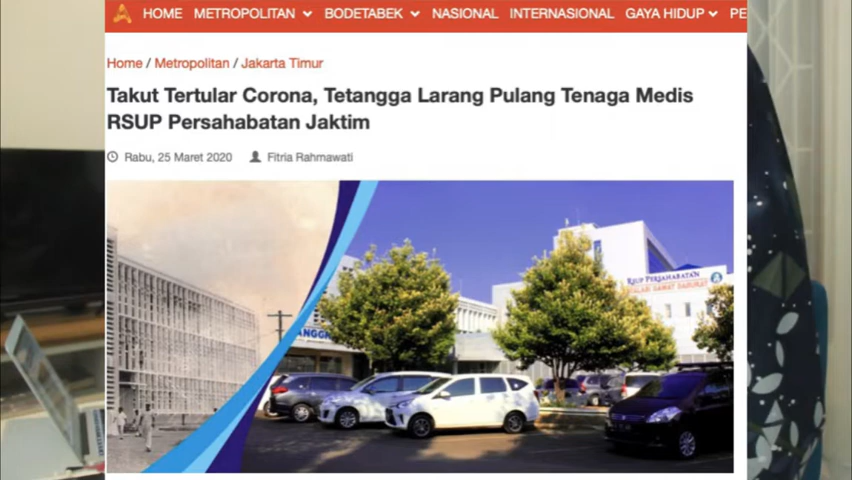 HOME METROPOLITAN BODETABEK NASIONAL INTERNASIONAL GAYA HIDUP PE
Home / Metropolitan / Jakarta Timur
Takut Tertular Corona, Tetangga Larang Pulang Tenaga Medis
RSUP Persahabatan Jaktim
Rabu, 25 Maret 2020 Fitria Rahmawati
RSUP PERSAHABATAN